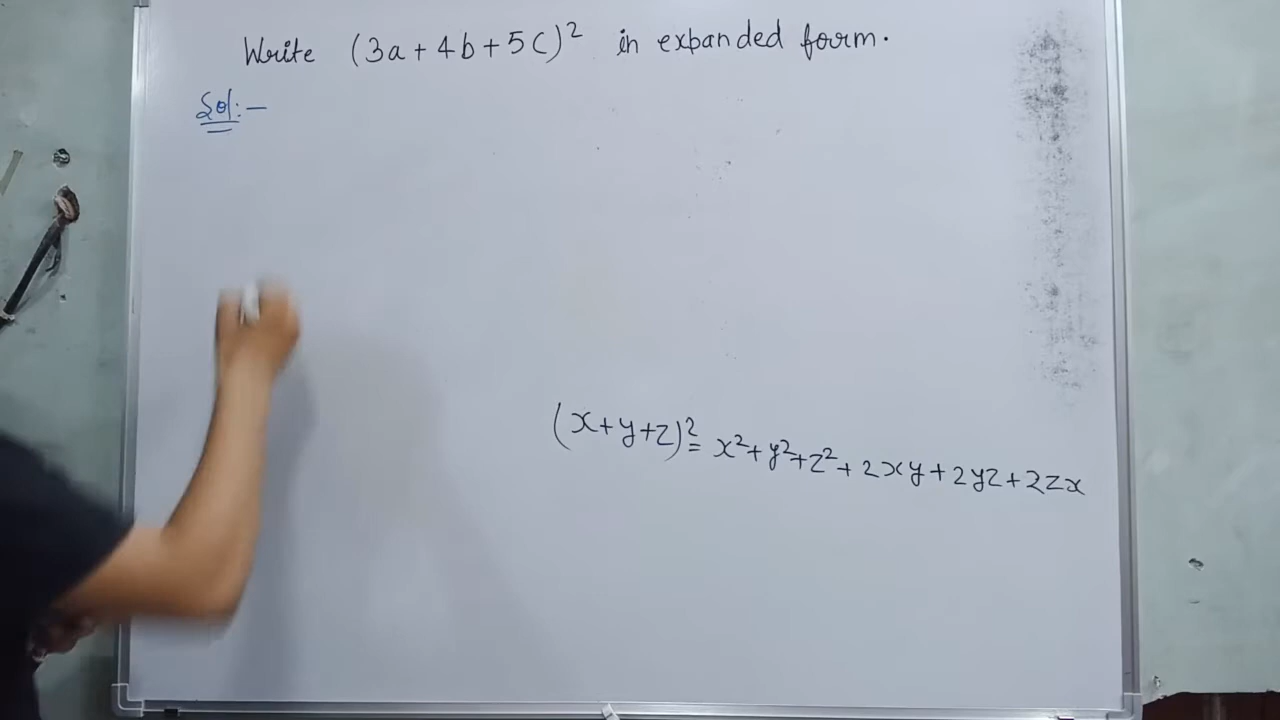 Write (3a+4b+5c)² in expanded form.
Sol:-
(x+y+z)²= x²+y²+z²+2xy+2yz+2zx